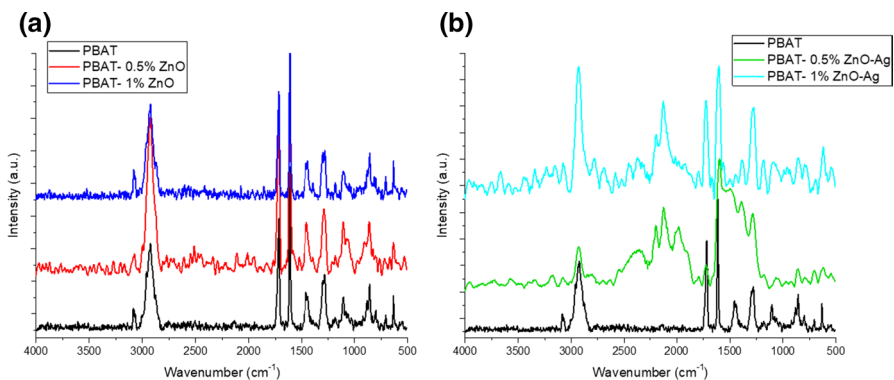 (a)
PBAT
PBAT- 0.5% ZnO
PBAT- 1% ZnO
Intensity (a.u.)
4000 3500 3000 2500 2000 1500 1000 500
Wavenumber (cm⁻¹)
(b)
PBAT
PBAT- 0.5% ZnO-Ag
PBAT- 1% ZnO-Ag
Intensity (a.u.)
4000 3500 3000 2500 2000 1500 1000 500
Wavenumber (cm⁻¹)